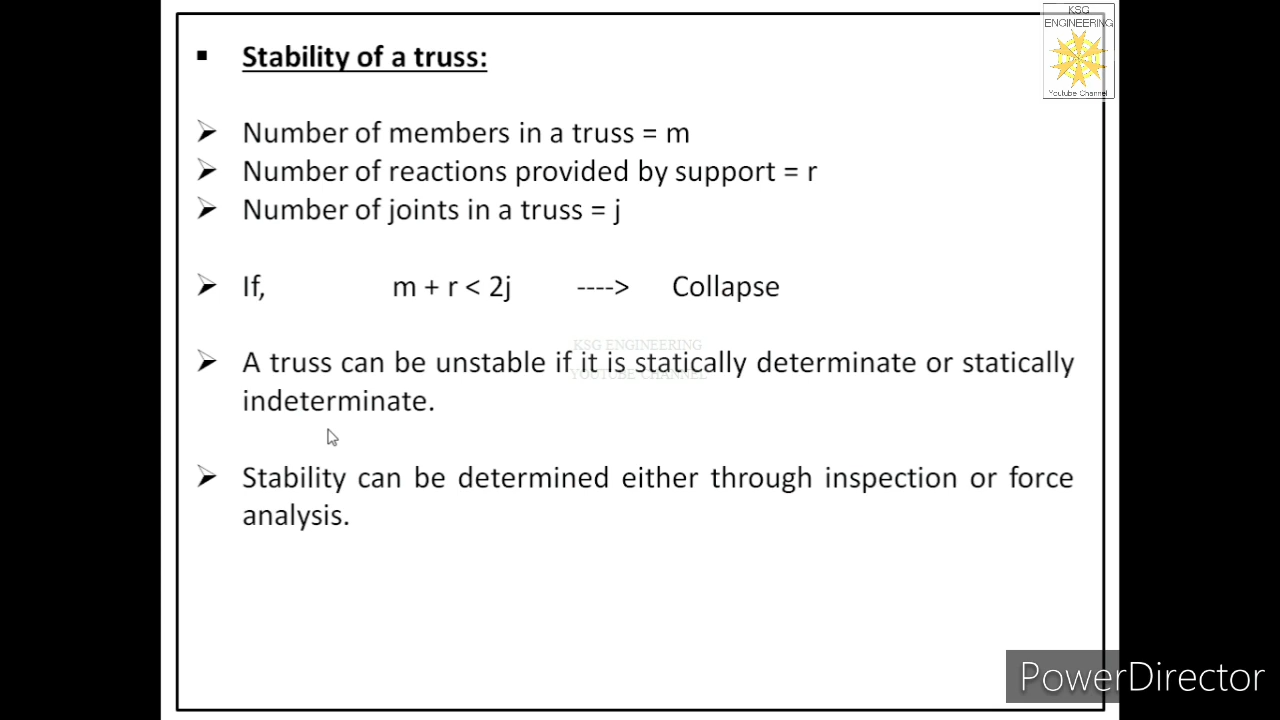 KSG
ENGINEERING
Youtube Channel
▪ Stability of a truss:
➢ Number of members in a truss = m
➢ Number of reactions provided by support = r
➢ Number of joints in a truss = j
➢ If, m + r < 2j ----> Collapse
KSG ENGINEERING
YOUTUBE CHANNEL
➢ A truss can be unstable if it is statically determinate or statically
indeterminate.
➢ Stability can be determined either through inspection or force
analysis.
PowerDirector